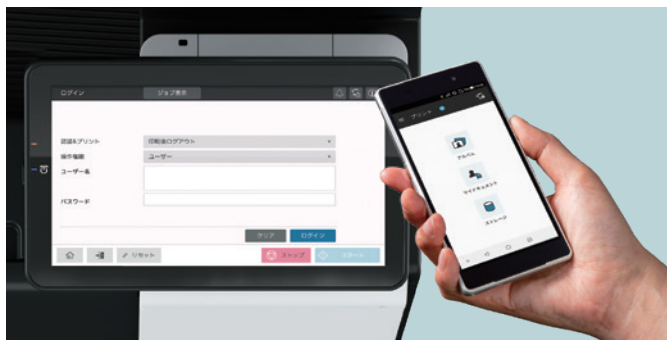 ログイン
ジョブ表示
認証&プリント
印刷後ログアウト
操作権限
ユーザー
ユーザー名
パスワード
クリア
ログイン
リセット
ストップ
スタート
プリント
アルバム
マイドキュメント
ストレージ